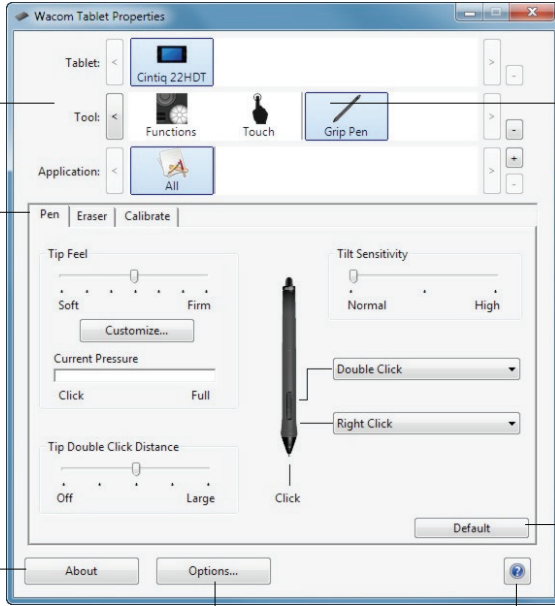 Wacom Tablet Properties
Tablet:
Cintiq 22HDT
Tool:
Functions Touch Grip Pen
Application:
All
Pen Eraser Calibrate
Tip Feel
Soft Firm
Customize...
Current Pressure
Click Full
Tip Double Click Distance
Off Large
Tilt Sensitivity
Normal High
Double Click
Right Click
Click
Default
About Options...